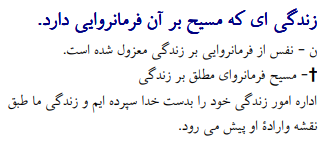 زندگی ای که مسیح بر آن فرمانروایی دارد.
ن - نفس از فرمانروایی بر زندگی معزول شده است.
✝- مسیح فرمانروای مطلق بر زندگی
اداره امور زندگی خود را بدست خدا سپرده ایم و زندگی ما طبق
نقشه وارادۀ او پیش می رود.